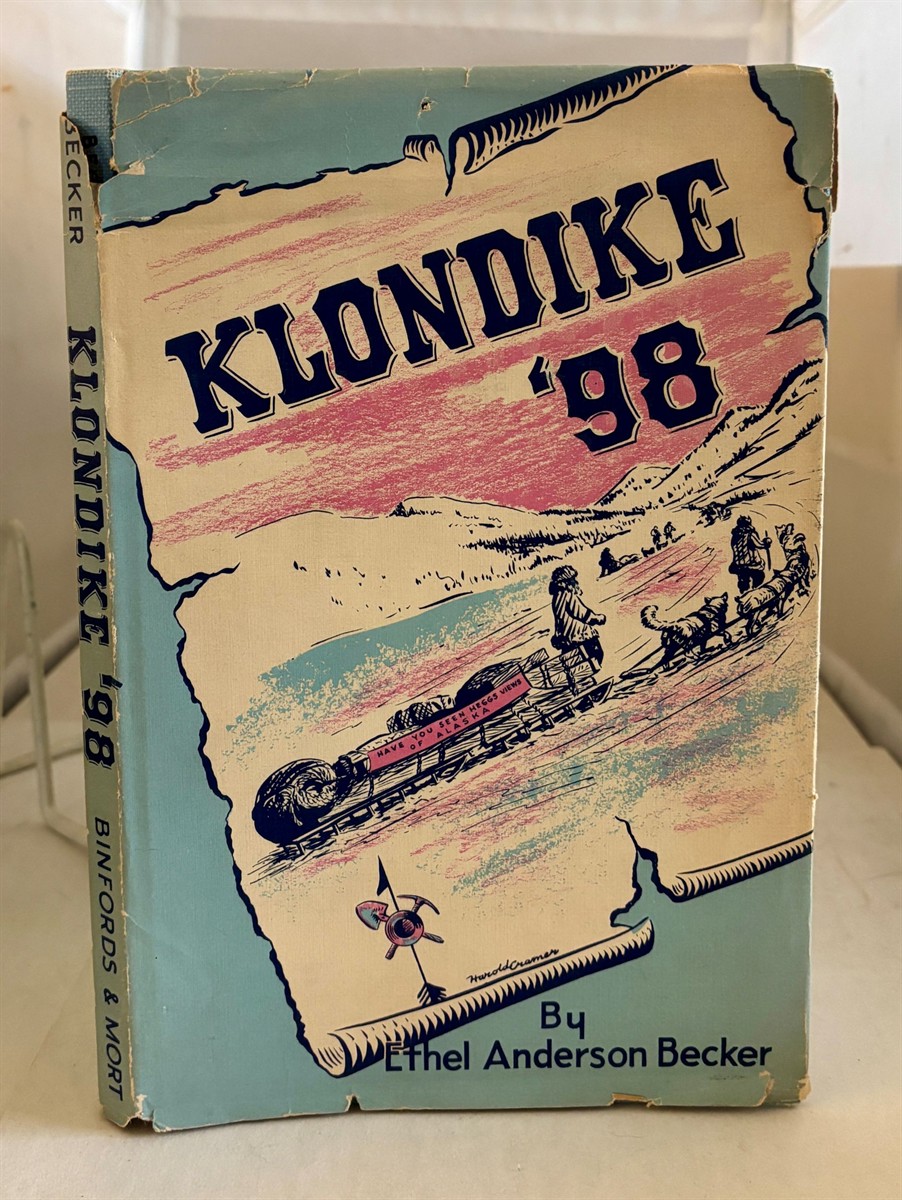 KLONDIKE
'98
HAVE YOU SEEN HEGGS VIEWS
OF ALASKA
Harold Cramer
By
Ethel Anderson Becker
BECKER
KLONDIKE '98
BINFORDS & MORT